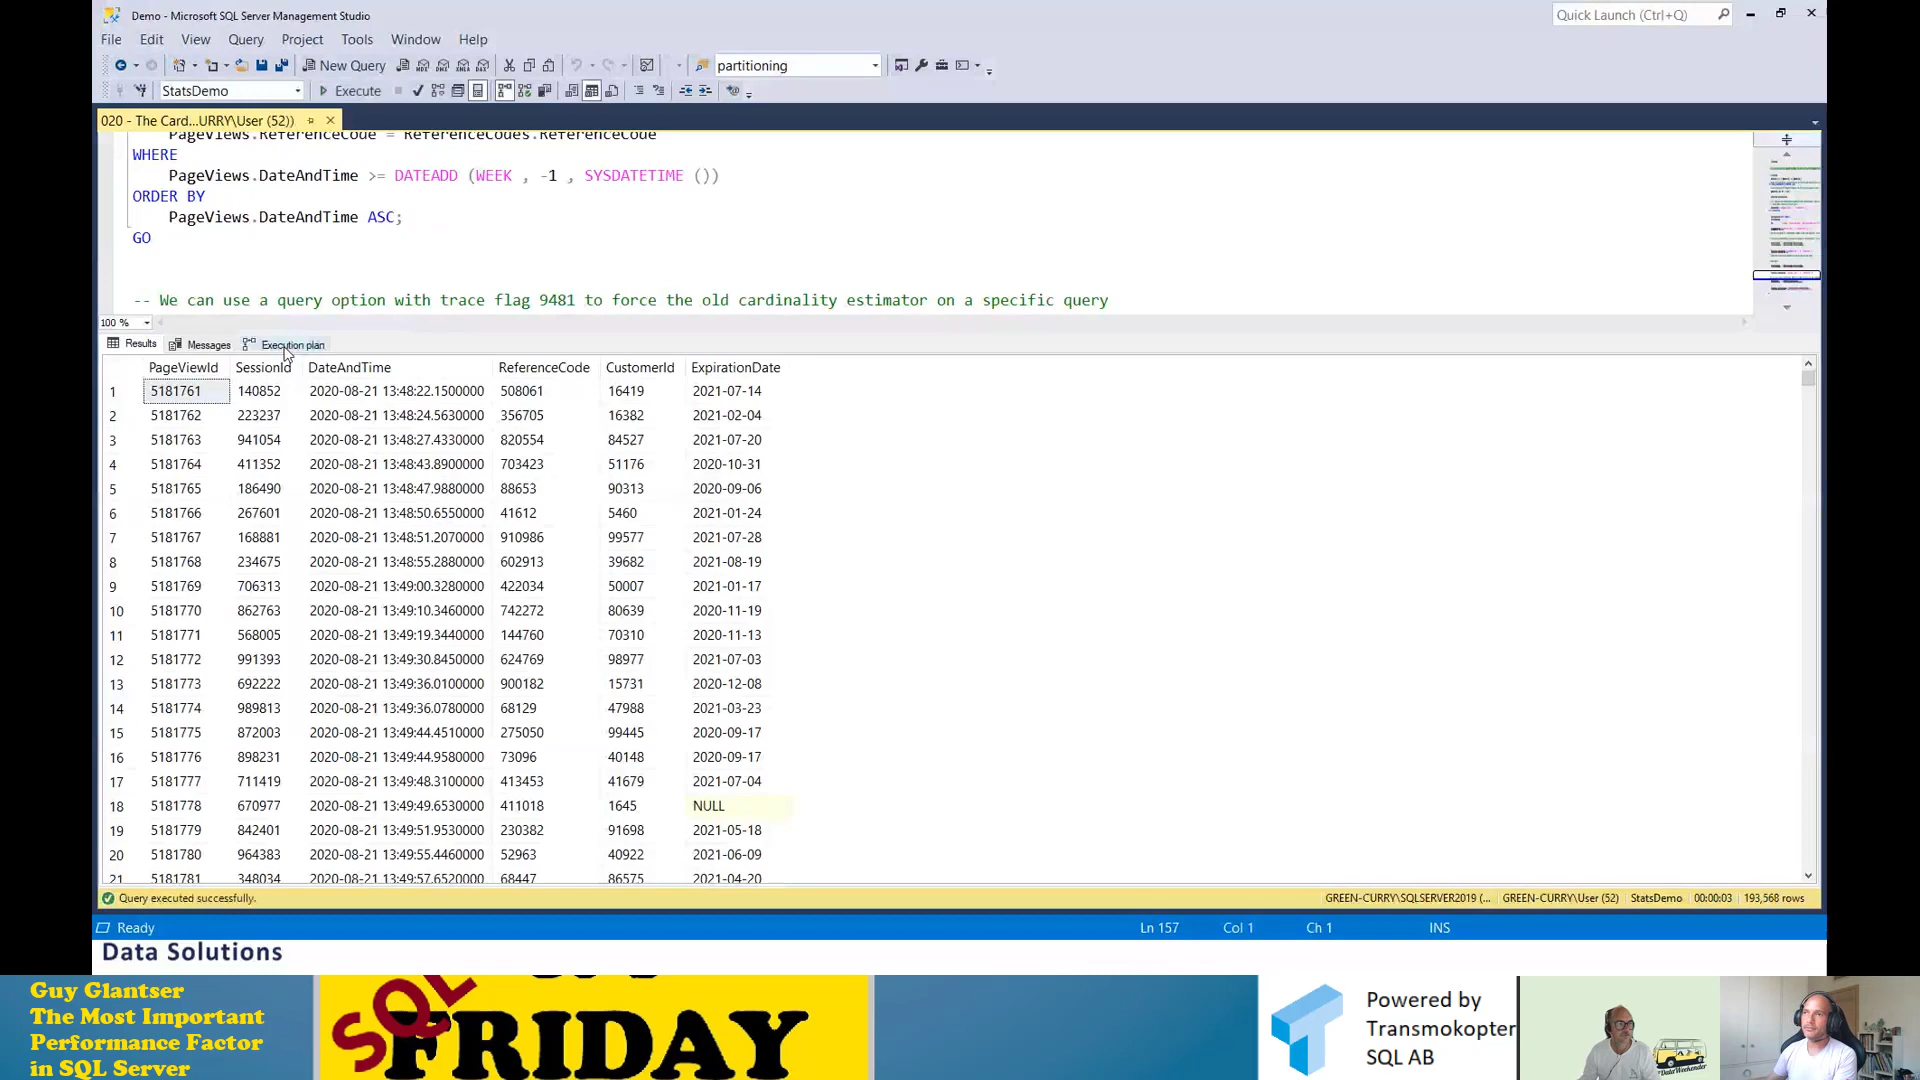 Demo - Microsoft SQL Server Management Studio
Quick Launch (Ctrl+Q)
File Edit View Query Project Tools Window Help
New Query
partitioning
StatsDemo
Execute
020 - The Card...URRY\User (52))
PageViews.ReferenceCode = ReferenceCodes.ReferenceCode
WHERE
PageViews.DateAndTime >= DATEADD (WEEK , -1 , SYSDATETIME ())
ORDER BY
PageViews.DateAndTime ASC;
GO
-- We can use a query option with trace flag 9481 to force the old cardinality estimator on a specific query
100 %
Results Messages Execution plan
PageViewId SessionId DateAndTime ReferenceCode CustomerId ExpirationDate
1 5181761 140852 2020-08-21 13:48:22.1500000 508061 16419 2021-07-14
2 5181762 223237 2020-08-21 13:48:24.5630000 356705 16382 2021-02-04
3 5181763 941054 2020-08-21 13:48:27.4330000 820554 84527 2021-07-20
4 5181764 411352 2020-08-21 13:48:43.8900000 703423 51176 2020-10-31
5 5181765 186490 2020-08-21 13:48:47.9880000 88653 90313 2020-09-06
6 5181766 267601 2020-08-21 13:48:50.6550000 41612 5460 2021-01-24
7 5181767 168881 2020-08-21 13:48:51.2070000 910986 99577 2021-07-28
8 5181768 234675 2020-08-21 13:48:55.2880000 602913 39682 2021-08-19
9 5181769 706313 2020-08-21 13:49:00.3280000 422034 50007 2021-01-17
10 5181770 862763 2020-08-21 13:49:10.3460000 742272 80639 2020-11-19
11 5181771 568005 2020-08-21 13:49:19.3440000 144760 70310 2020-11-13
12 5181772 991393 2020-08-21 13:49:30.8450000 624769 98977 2021-07-03
13 5181773 692222 2020-08-21 13:49:36.0100000 900182 15731 2020-12-08
14 5181774 989813 2020-08-21 13:49:36.0780000 68129 47988 2021-03-23
15 5181775 872003 2020-08-21 13:49:44.4510000 275050 99445 2020-09-17
16 5181776 898231 2020-08-21 13:49:44.9580000 73096 40148 2020-09-17
17 5181777 711419 2020-08-21 13:49:48.3100000 413453 41679 2021-07-04
18 5181778 670977 2020-08-21 13:49:49.6530000 411018 1645 NULL
19 5181779 842401 2020-08-21 13:49:51.9530000 230382 91698 2021-05-18
20 5181780 964383 2020-08-21 13:49:55.4460000 52963 40922 2021-06-09
21 5181781 348034 2020-08-21 13:49:57.6520000 68447 86575 2021-04-20
Query executed successfully.
GREEN-CURRY\SQLSERVER2019 (... GREEN-CURRY\User (52) StatsDemo 00:00:03 193,568 rows
Ready
Ln 157 Col 1 Ch 1 INS
Data Solutions
Guy Glantser
The Most Important
Performance Factor
in SQL Server
SQL
FRIDAY
Powered by
Transmokopter
SQL AB